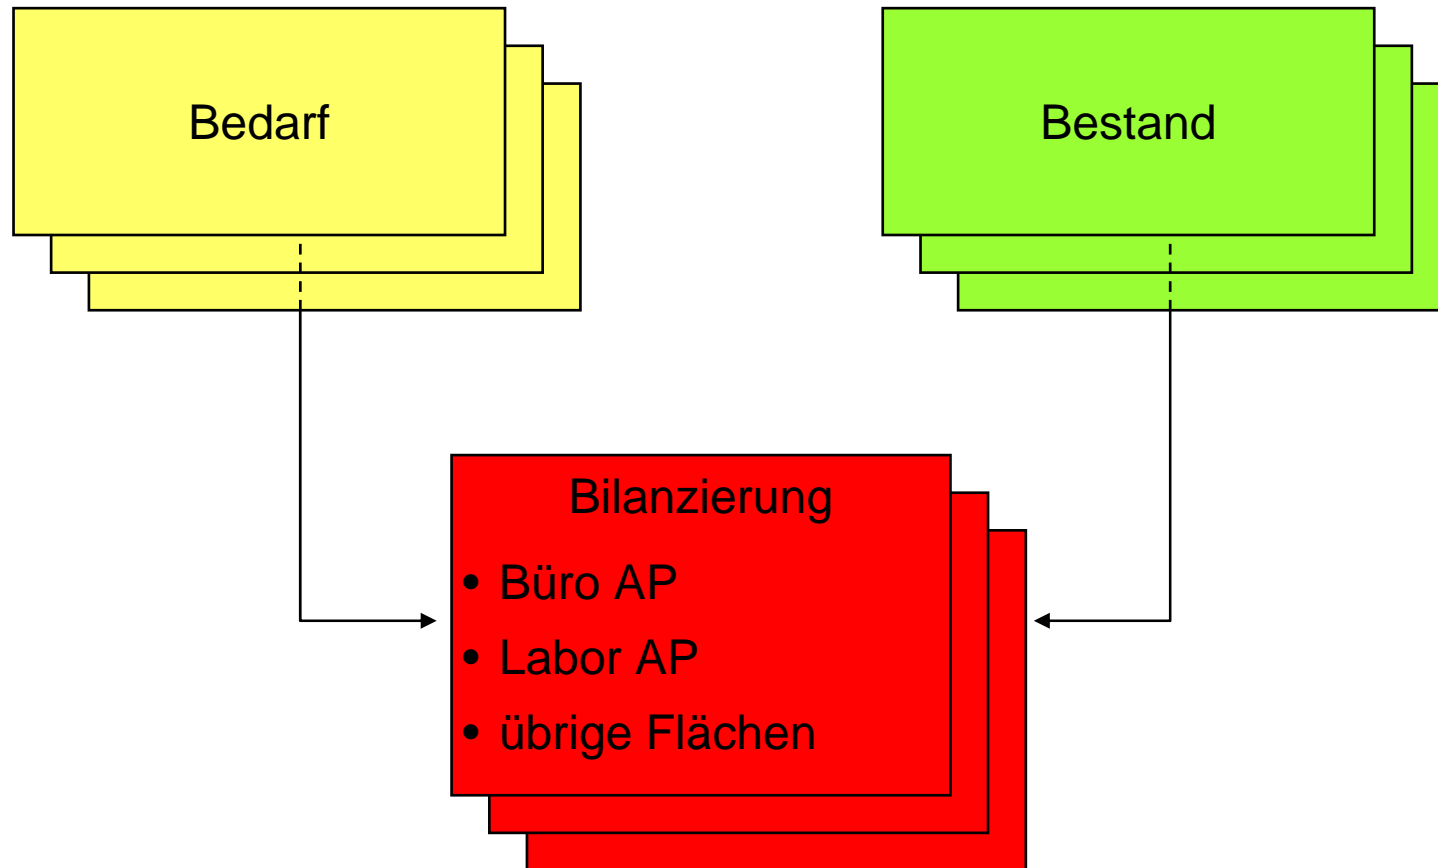 Bedarf
Bestand
Bilanzierung
• Büro AP
• Labor AP
• übrige Flächen